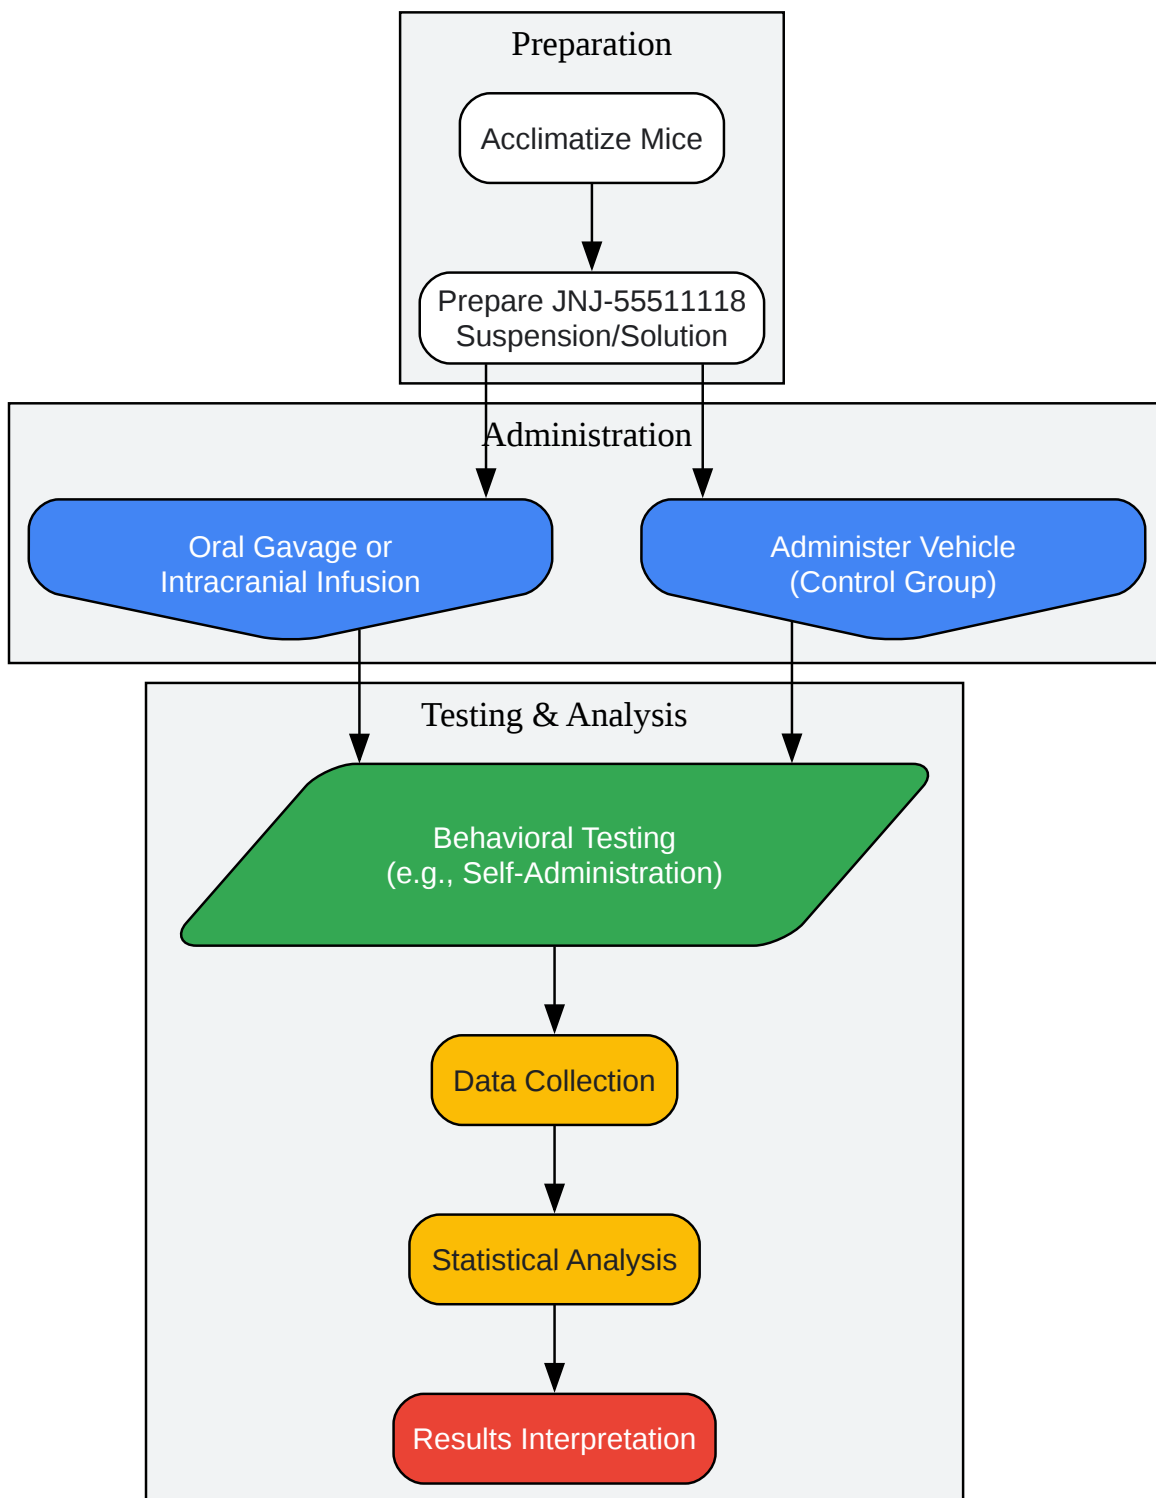 Preparation
Acclimatize Mice
Prepare JNJ-55511118
Suspension/Solution
Administration
Oral Gavage or
Intracranial Infusion
Administer Vehicle
(Control Group)
Testing & Analysis
Behavioral Testing
(e.g., Self-Administration)
Data Collection
Statistical Analysis
Results Interpretation